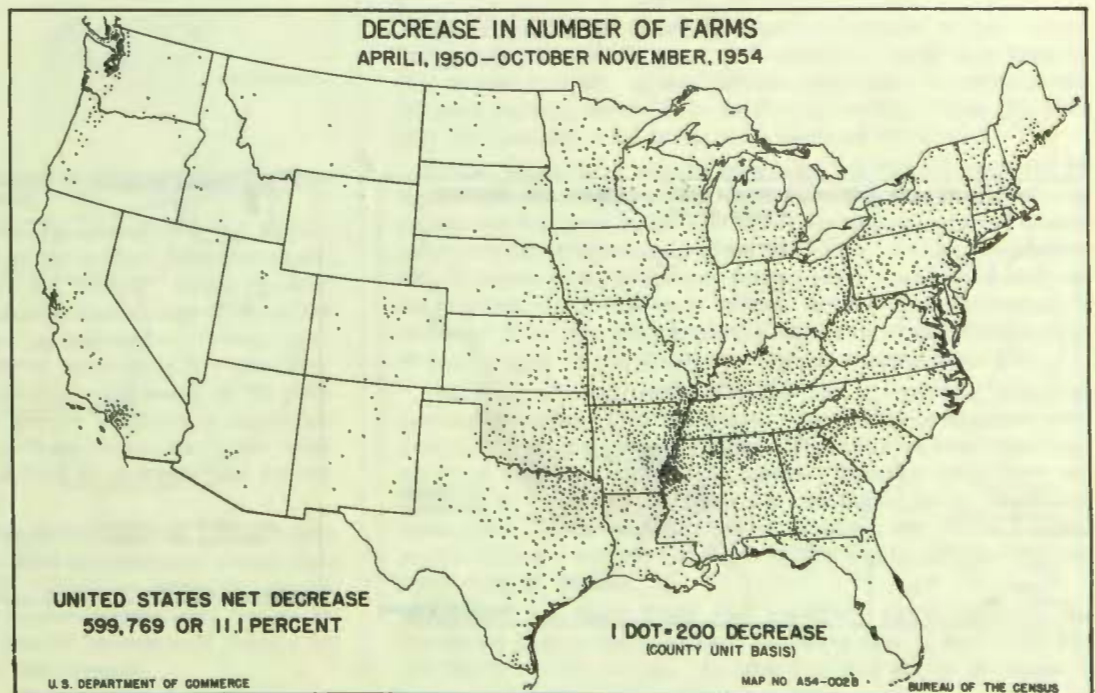 DECREASE IN NUMBER OF FARMS
APRIL 1, 1950—OCTOBER NOVEMBER, 1954
UNITED STATES NET DECREASE
599,769 OR 11.1 PERCENT
1 DOT=200 DECREASE
(COUNTY UNIT BASIS)
U. S. DEPARTMENT OF COMMERCE
MAP NO A54-002B
BUREAU OF THE CENSUS